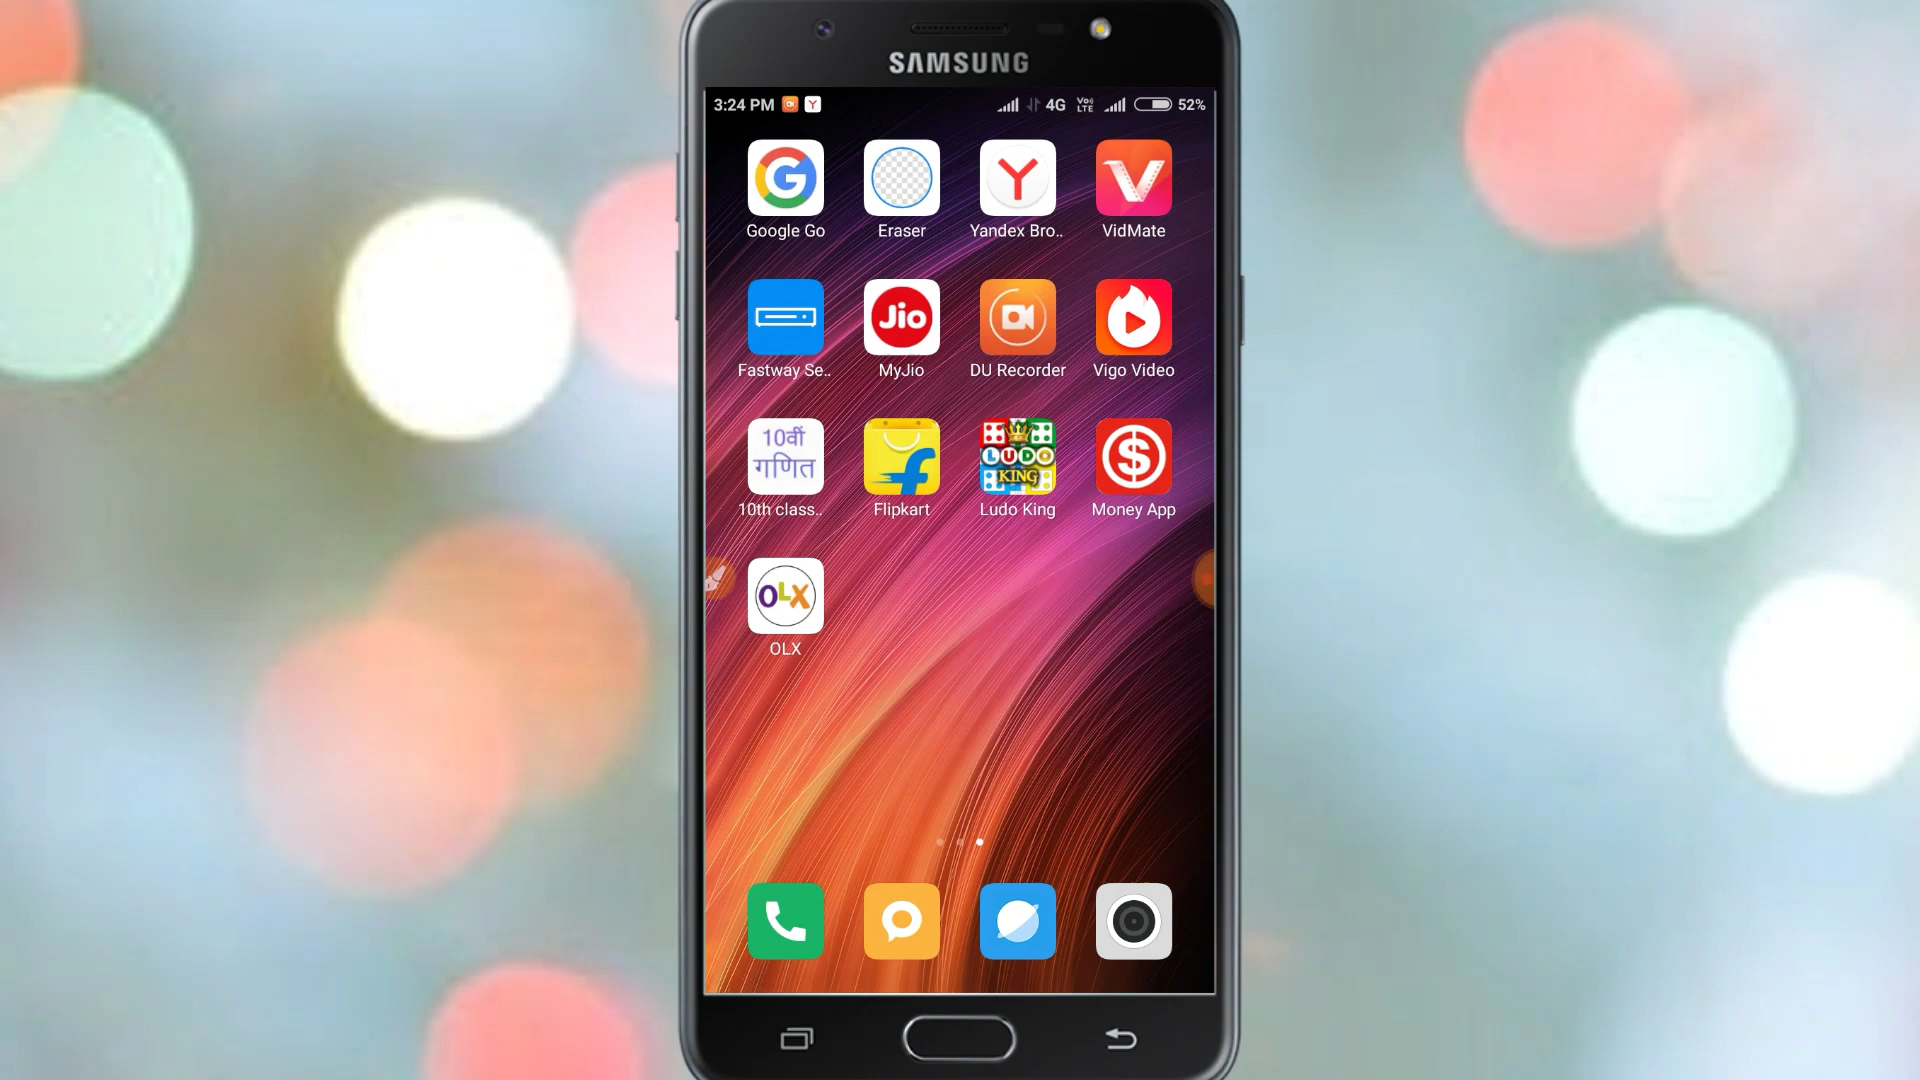 SAMSUNG
3:24 PM 4G VoLTE 52%
Google Go Eraser Yandex Bro.. VidMate
Jio
Fastway Se.. MyJio DU Recorder Vigo Video
10वीं
गणित
LUDO
KING
10th class.. Flipkart Ludo King Money App
OLX
OLX